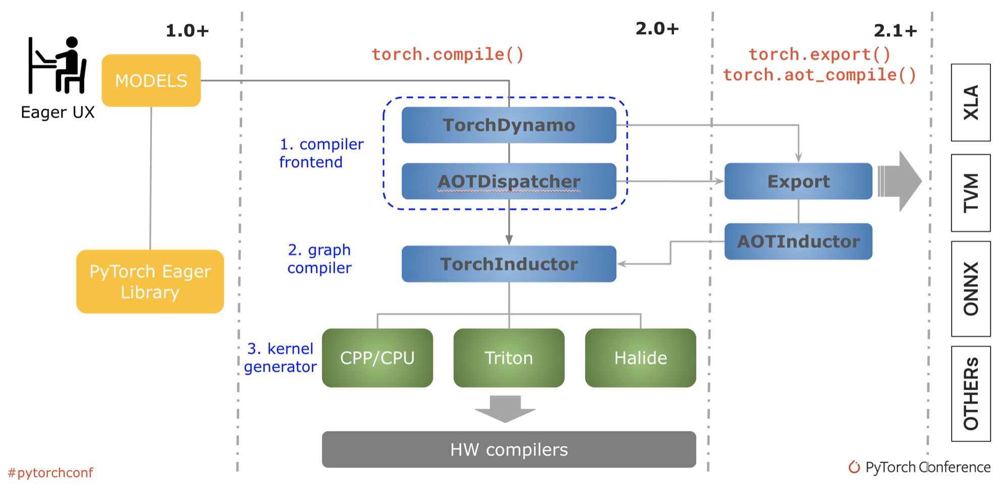 1.0+
2.0+
2.1+
torch.compile()
torch.export()
torch.aot_compile()
MODELS
Eager UX
PyTorch Eager
Library
1. compiler
frontend
TorchDynamo
AOTDispatcher
Export
AOTInductor
2. graph
compiler
TorchInductor
3. kernel
generator
CPP/CPU
Triton
Halide
HW compilers
XLA
TVM
ONNX
OTHERs
#pytorchconf
PyTorch Conference